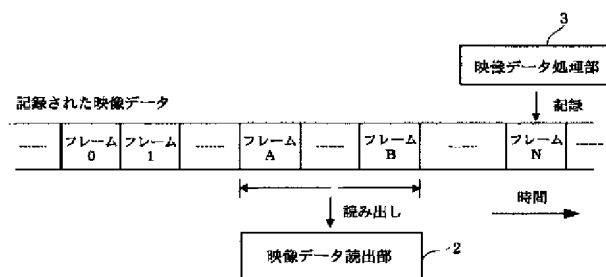 3
映像データ処理部
記録された映像データ
記録
------ フレーム 0 フレーム 1 ------ フレーム A ------ フレーム B ------ フレーム N ------
読み出し
時間
映像データ読出部
2